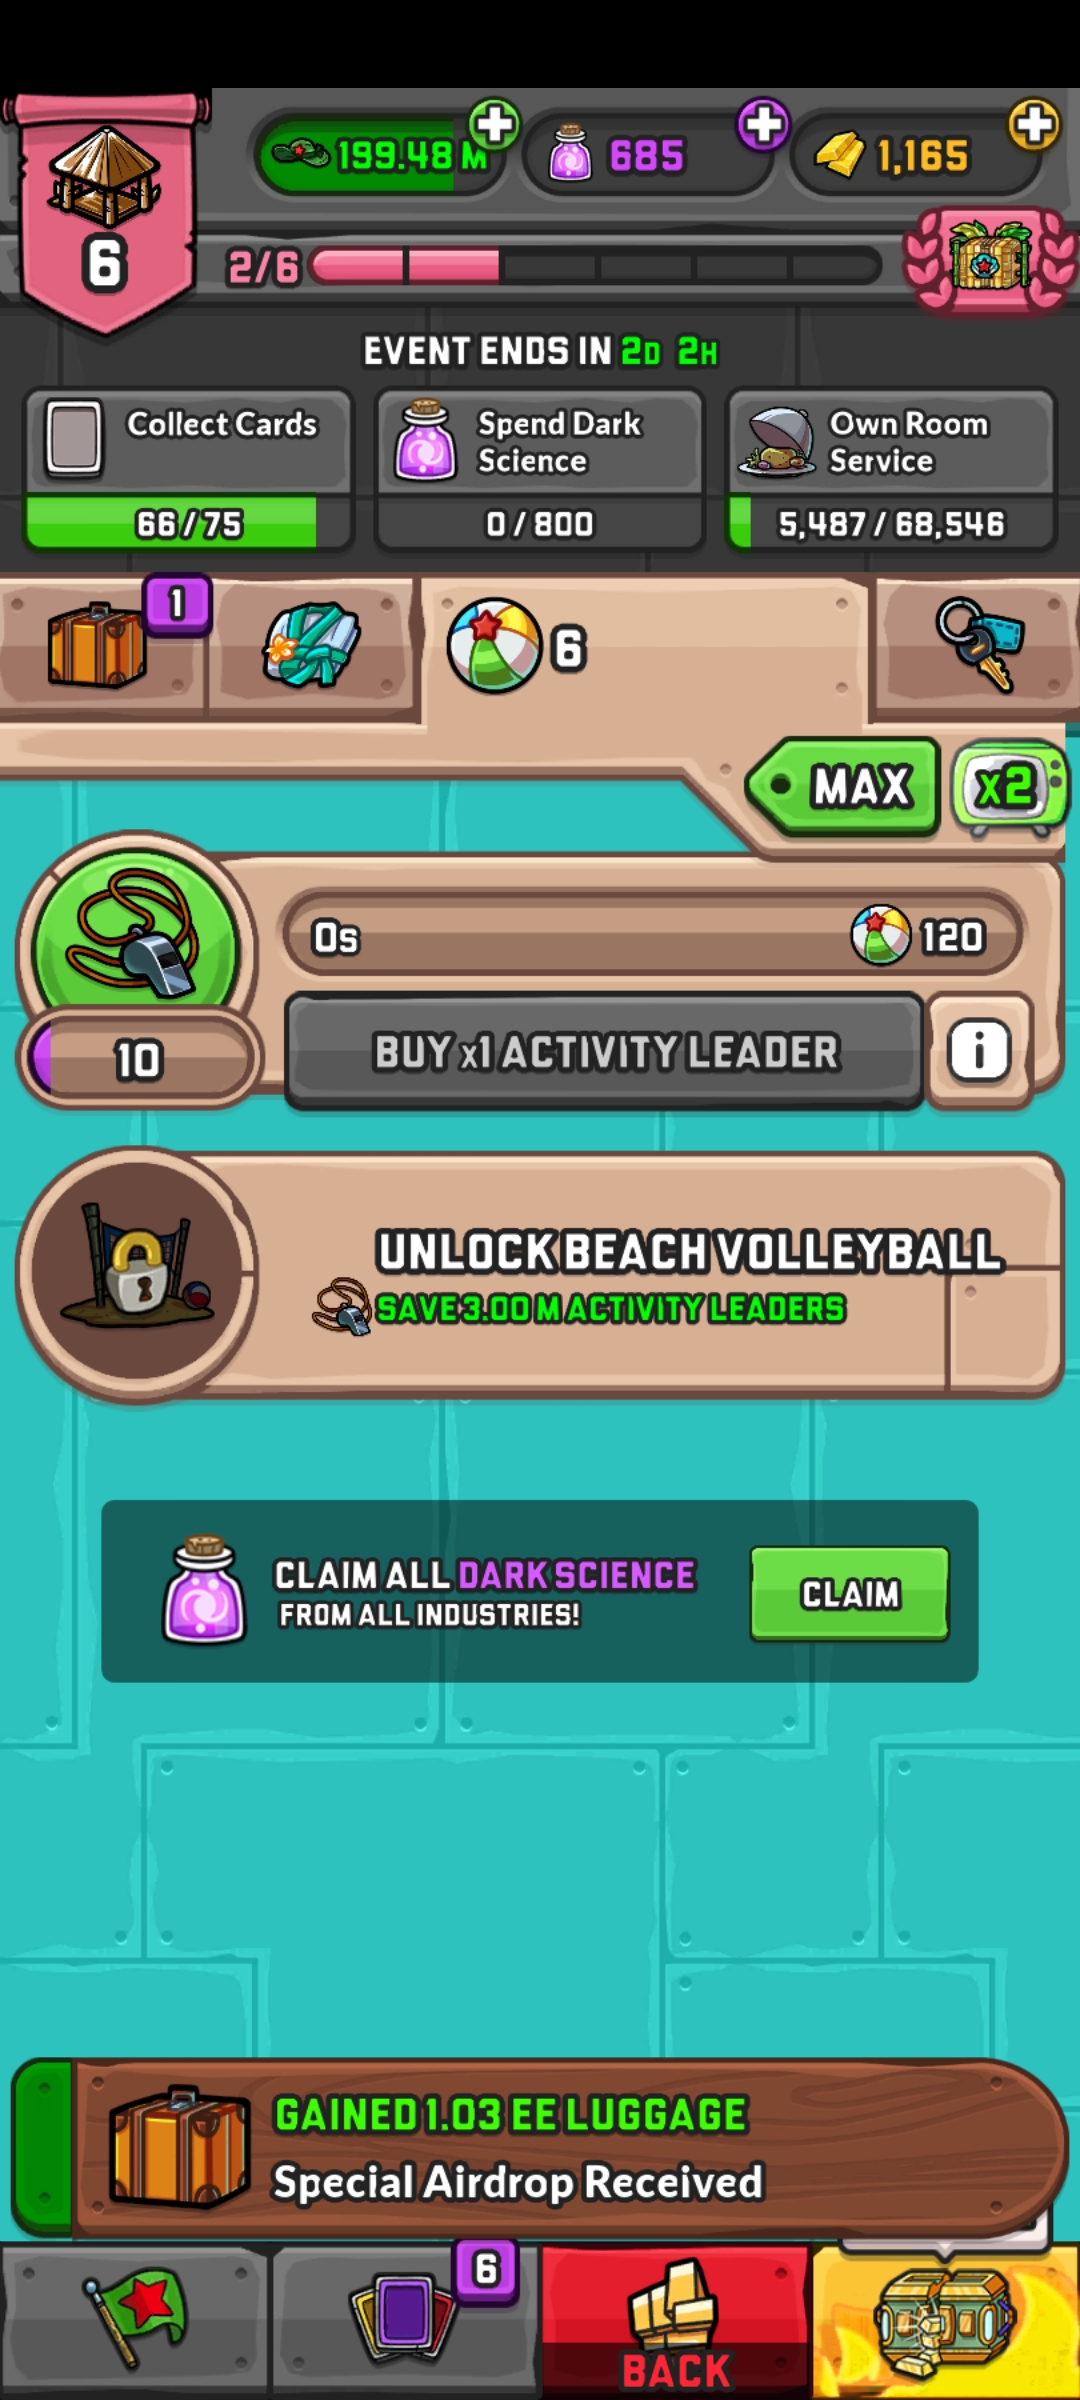 199.48 M
685
1,165
6
2/6
EVENT ENDS IN 2D 2H
Collect Cards
66/75
Spend Dark
Science
0/800
Own Room
Service
5,487/68,546
1
6
MAX
x2
0s
120
10
BUY x1 ACTIVITY LEADER
i
UNLOCK BEACH VOLLEYBALL
SAVE 3.00 M ACTIVITY LEADERS
CLAIM ALL DARK SCIENCE
FROM ALL INDUSTRIES!
CLAIM
GAINED 1.03 EE LUGGAGE
Special Airdrop Received
6
BACK